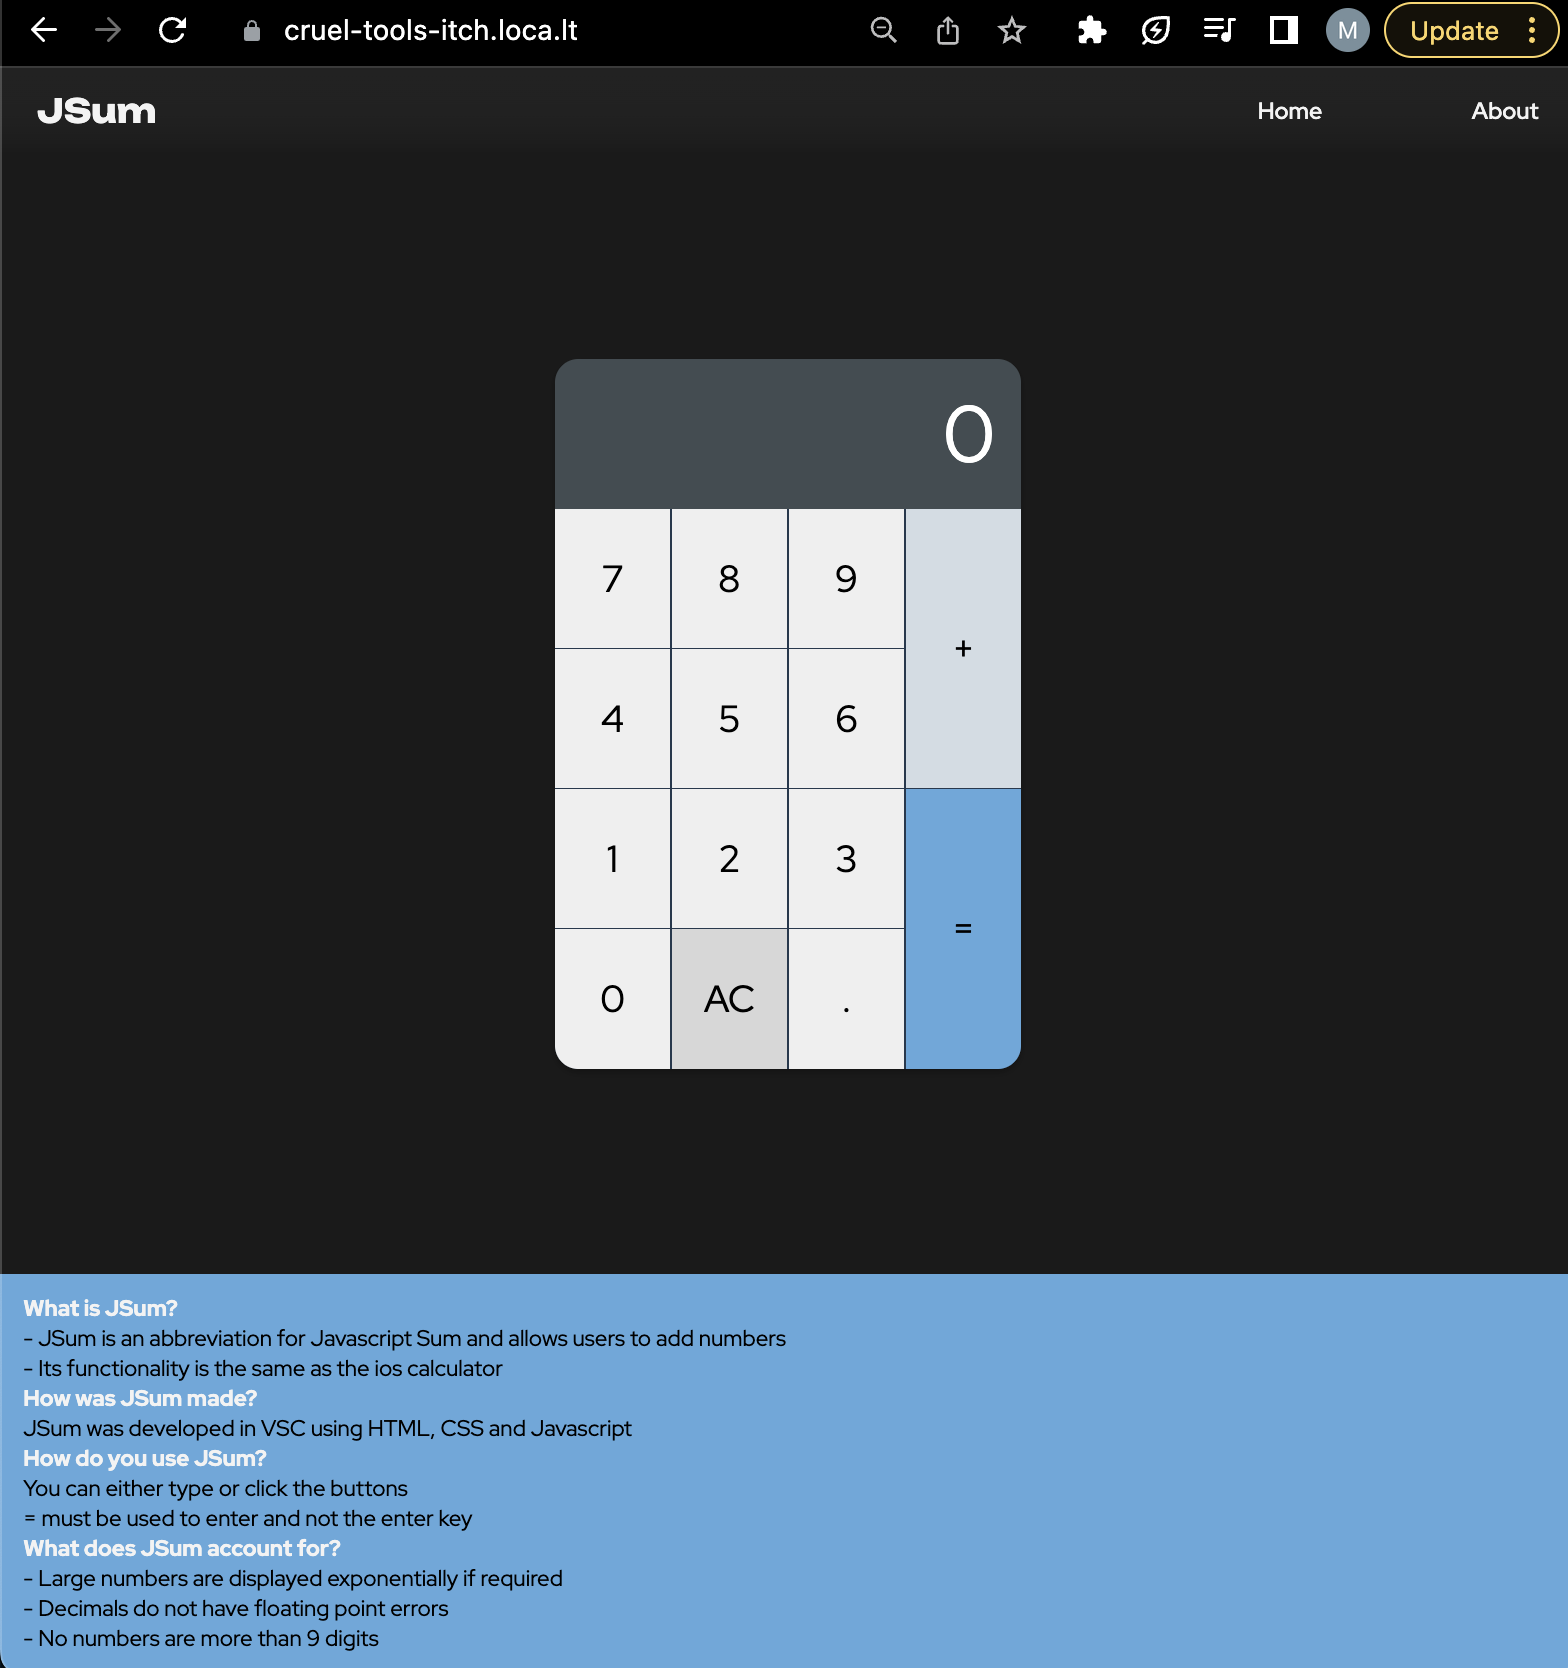 cruel-tools-itch.loca.lt
M
Update
JSum
Home
About
0
7
8
9
+
4
5
6
1
2
3
=
0
AC
.
What is JSum?
- JSum is an abbreviation for Javascript Sum and allows users to add numbers
- Its functionality is the same as the ios calculator
How was JSum made?
JSum was developed in VSC using HTML, CSS and Javascript
How do you use JSum?
You can either type or click the buttons
= must be used to enter and not the enter key
What does JSum account for?
- Large numbers are displayed exponentially if required
- Decimals do not have floating point errors
- No numbers are more than 9 digits